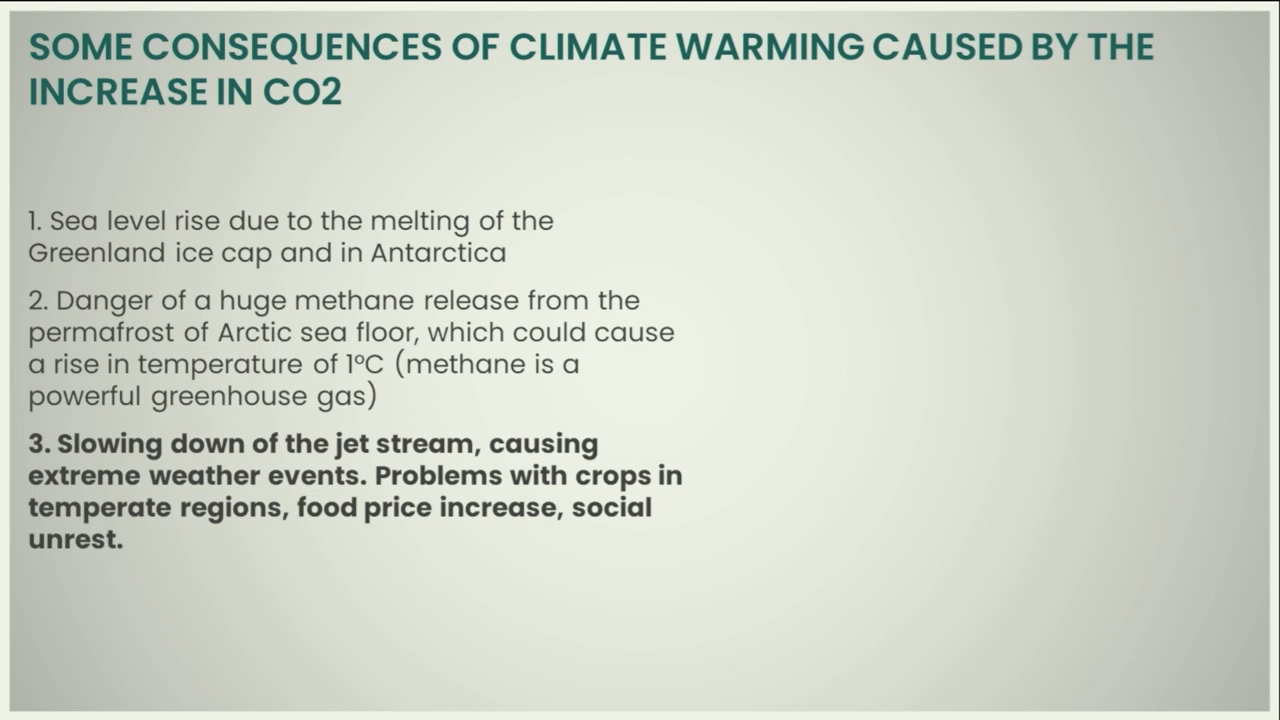 SOME CONSEQUENCES OF CLIMATE WARMING CAUSED BY THE
INCREASE IN CO2
1. Sea level rise due to the melting of the
Greenland ice cap and in Antarctica
2. Danger of a huge methane release from the
permafrost of Arctic sea floor, which could cause
a rise in temperature of 1°C (methane is a
powerful greenhouse gas)
3. Slowing down of the jet stream, causing
extreme weather events. Problems with crops in
temperate regions, food price increase, social
unrest.